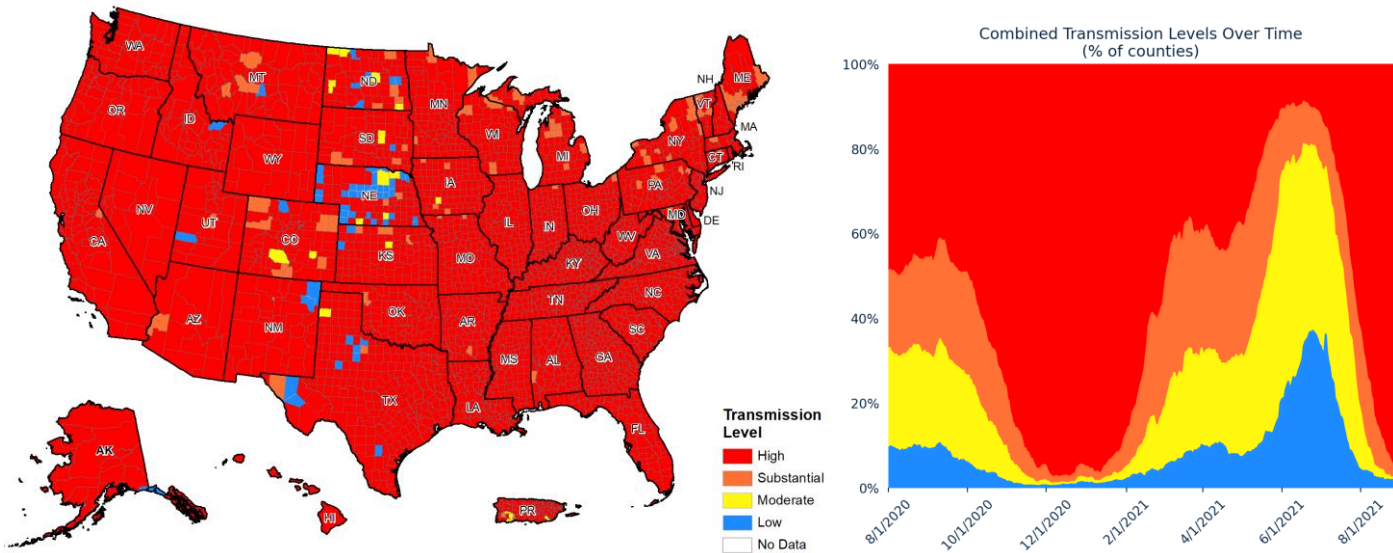 WA
OR
CA
NV
ID
MT
WY
UT
AZ
CO
NM
ND
SD
NE
KS
OK
TX
MN
IA
MO
AR
LA
WI
IL
MI
IN
OH
KY
TN
MS
AL
GA
FL
SC
NC
VA
WV
PA
NY
VT
NH
ME
MA
RI
CT
NJ
DE
MD
AK
HI
PR
Transmission
Level
High
Substantial
Moderate
Low
No Data
Combined Transmission Levels Over Time
(% of counties)
100%
80%
60%
40%
20%
0%
8/1/2020
10/1/2020
12/1/2020
2/1/2021
4/1/2021
6/1/2021
8/1/2021